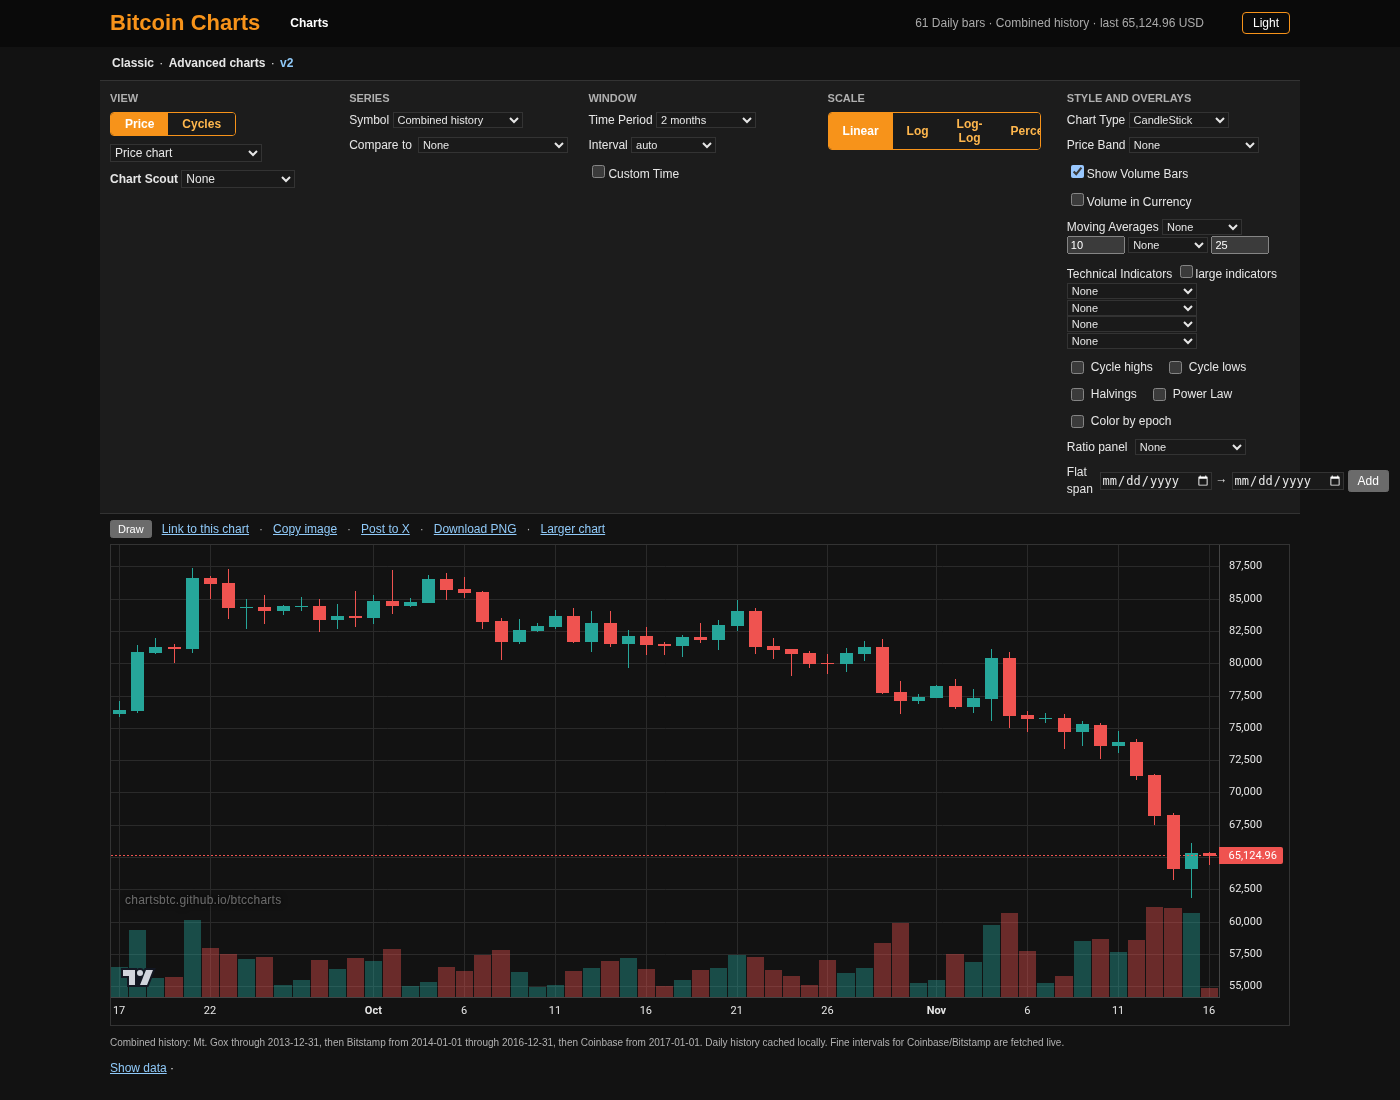 Bitcoin Charts
Charts
61 Daily bars · Combined history · last 65,124.96 USD
Light
Classic · Advanced charts · v2
VIEW
Price Cycles
Price chart
Chart Scout None
SERIES
Symbol Combined history
Compare to None
WINDOW
Time Period 2 months
Interval auto
Custom Time
SCALE
Linear Log Log-Log Perce
STYLE AND OVERLAYS
Chart Type CandleStick
Price Band None
Show Volume Bars
Volume in Currency
Moving Averages None
10 None 25
Technical Indicators large indicators
None
None
None
None
Cycle highs Cycle lows
Halvings Power Law
Color by epoch
Ratio panel None
Flat span mm/dd/yyyy → mm/dd/yyyy Add
Draw Link to this chart · Copy image · Post to X · Download PNG · Larger chart
87,500
85,000
82,500
80,000
77,500
75,000
72,500
70,000
67,500
65,124.96
62,500
60,000
57,500
55,000
chartsbtc.github.io/btccharts
17 22 Oct 6 11 16 21 26 Nov 6 11 16
Combined history: Mt. Gox through 2013-12-31, then Bitstamp from 2014-01-01 through 2016-12-31, then Coinbase from 2017-01-01. Daily history cached locally. Fine intervals for Coinbase/Bitstamp are fetched live.
Show data ·